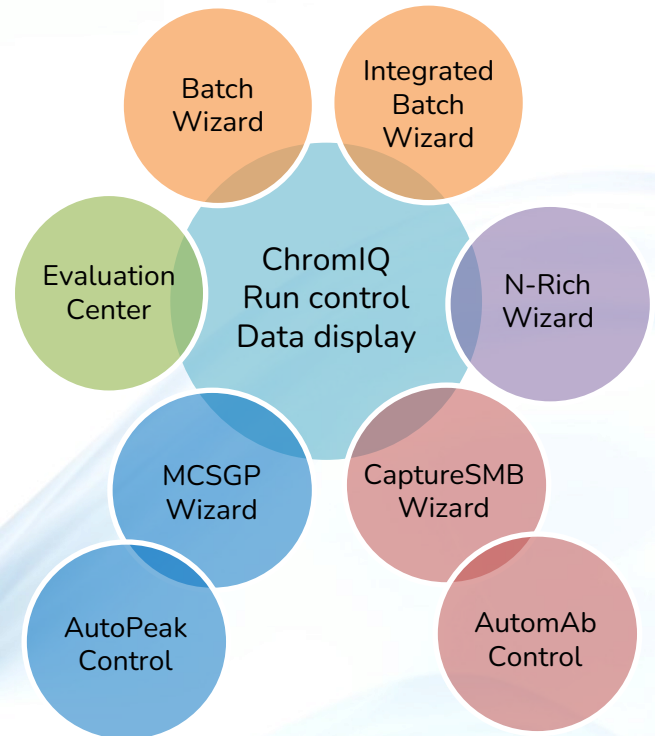 Batch
Wizard
Integrated
Batch
Wizard
Evaluation
Center
ChromIQ
Run control
Data display
N-Rich
Wizard
MCSGP
Wizard
CaptureSMB
Wizard
AutoPeak
Control
AutomAb
Control